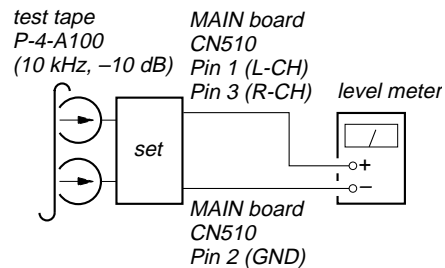 test tape
P-4-A100
(10 kHz, –10 dB)
MAIN board
CN510
Pin 1 (L-CH)
Pin 3 (R-CH)
level meter
set
+
–
MAIN board
CN510
Pin 2 (GND)